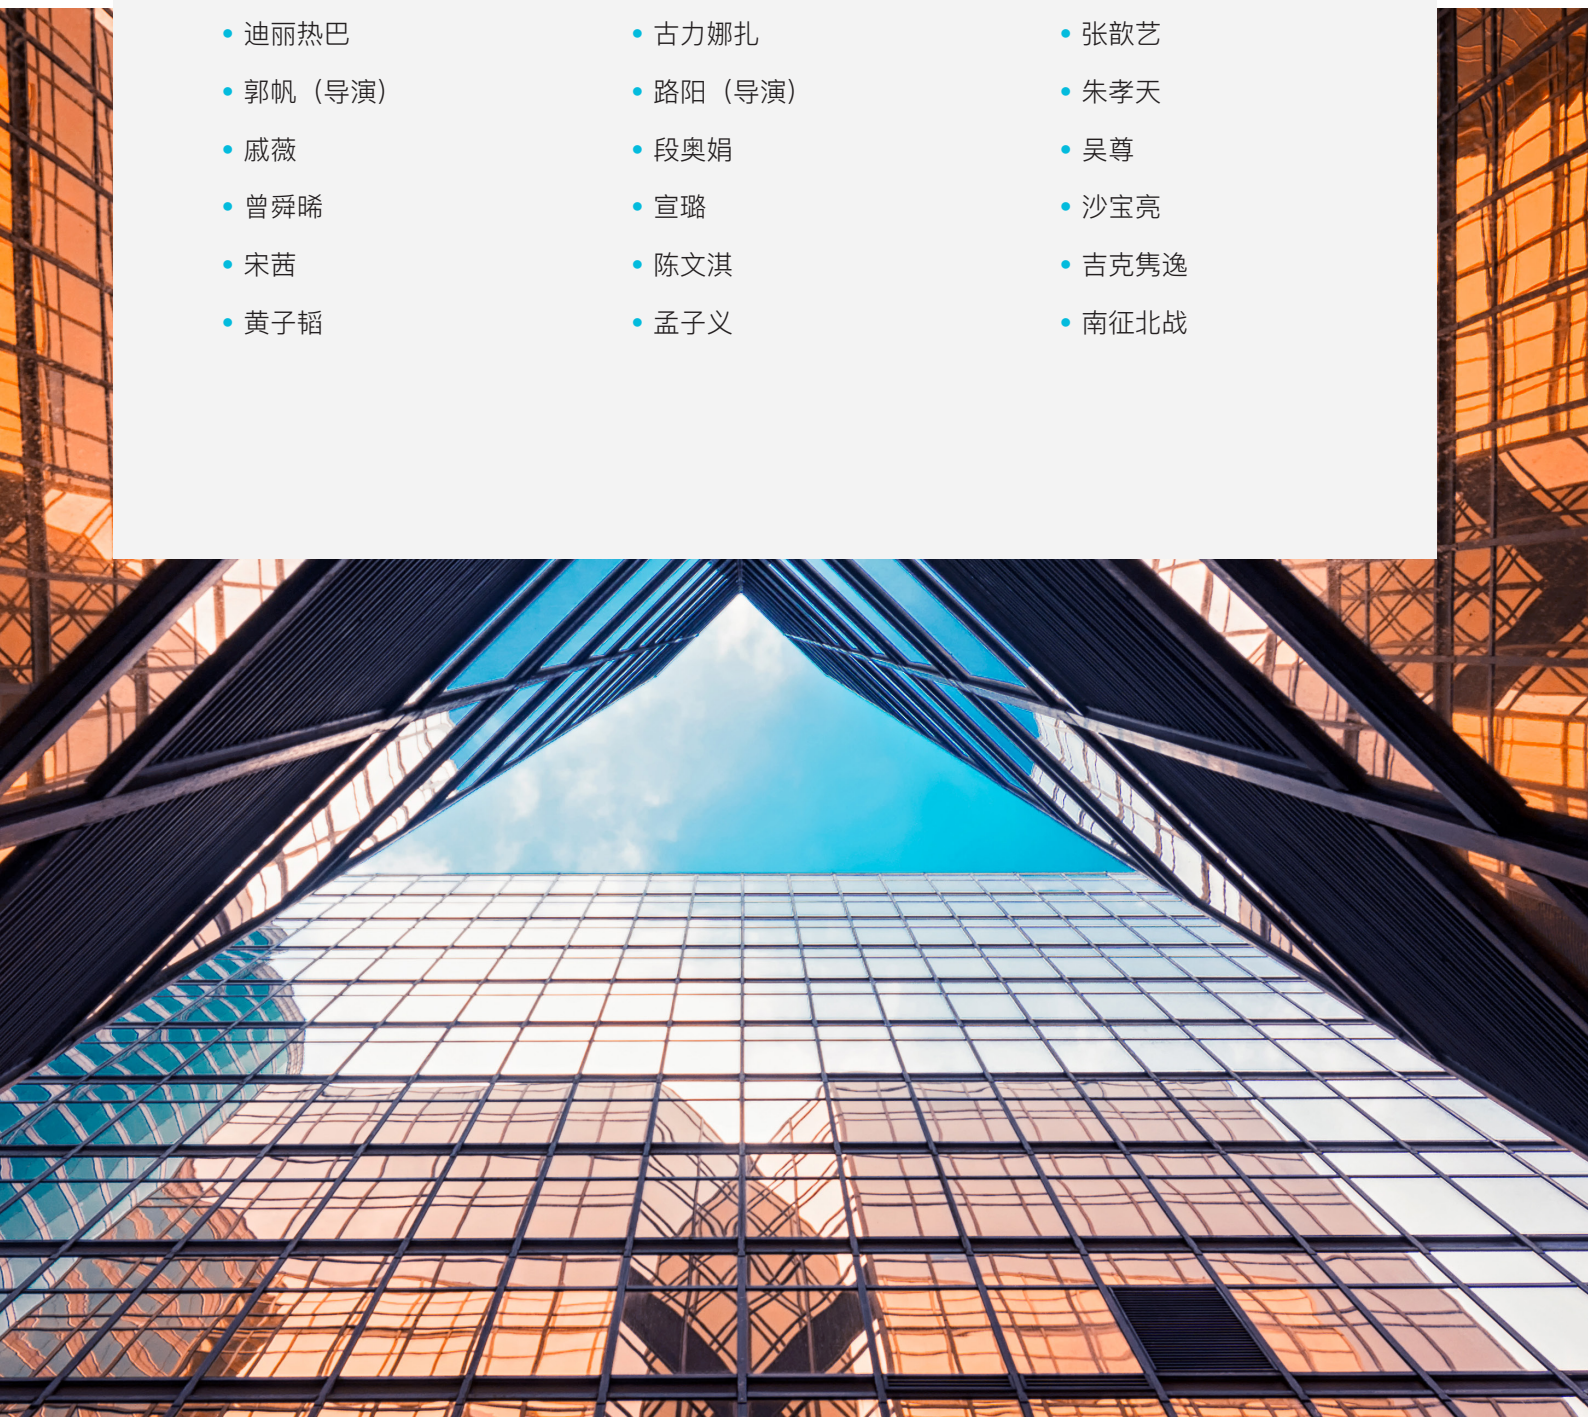 迪丽热巴
郭帆（导演）
戚薇
曾舜晞
宋茜
黄子韬
古力娜扎
路阳（导演）
段奥娟
宣璐
陈文淇
孟子义
张歆艺
朱孝天
吴尊
沙宝亮
吉克隽逸
南征北战